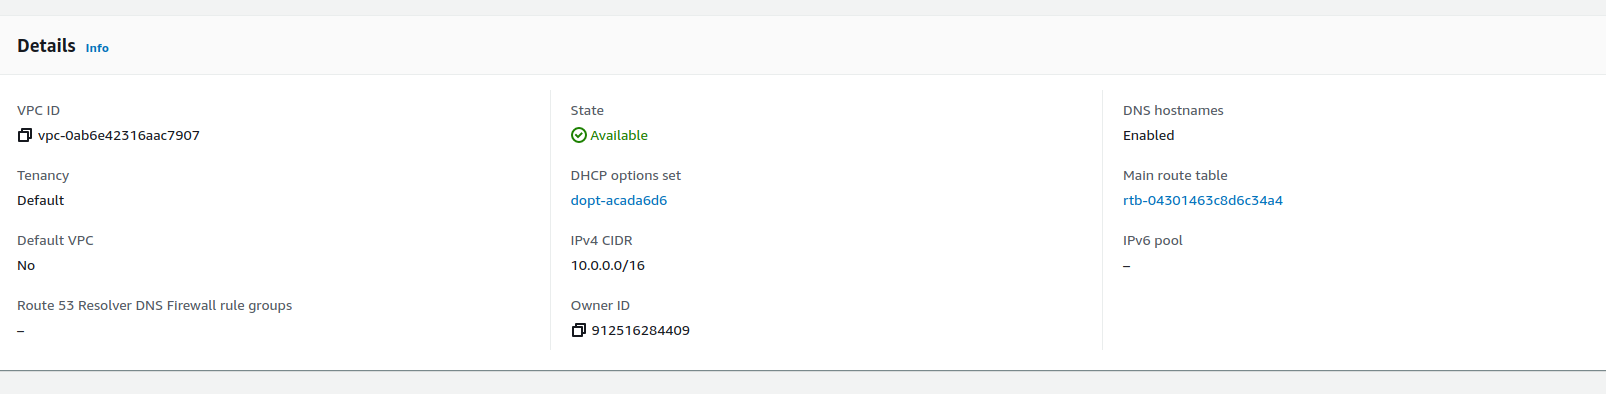 Details Info
VPC ID
vpc-0ab6e42316aac7907
Tenancy
Default
Default VPC
No
Route 53 Resolver DNS Firewall rule groups
–
State
Available
DHCP options set
dopt-acada6d6
IPv4 CIDR
10.0.0.0/16
Owner ID
912516284409
DNS hostnames
Enabled
Main route table
rtb-04301463c8d6c34a4
IPv6 pool
–